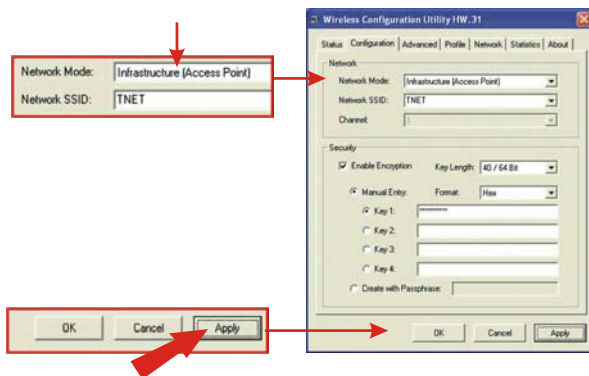 Network Mode: Infrastructure (Access Point)
Network SSID: TNET
OK Cancel Apply
Wireless Configuration Utility HW.31
Status Configuration Advanced Profile Network Statistics About
Network
Network Mode: Infrastructure (Access Point)
Network SSID: TNET
Channel: 1
Security
Enable Encryption Key Length: 40 / 64 Bit
Manual Entry: Format: Hex
Key 1: **********
Key 2:
Key 3:
Key 4:
Create with Passphrase:
OK Cancel Apply